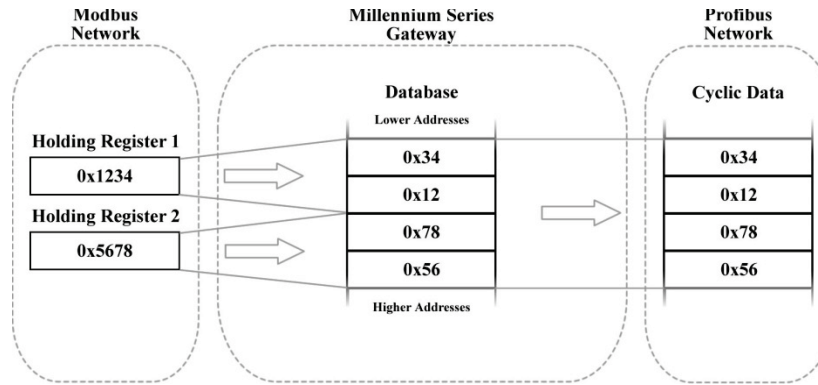 Modbus
Network
Millennium Series
Gateway
Profibus
Network
Database
Cyclic Data
Lower Addresses
Holding Register 1
0x1234
Holding Register 2
0x5678
0x34
0x12
0x78
0x56
Higher Addresses
0x34
0x12
0x78
0x56